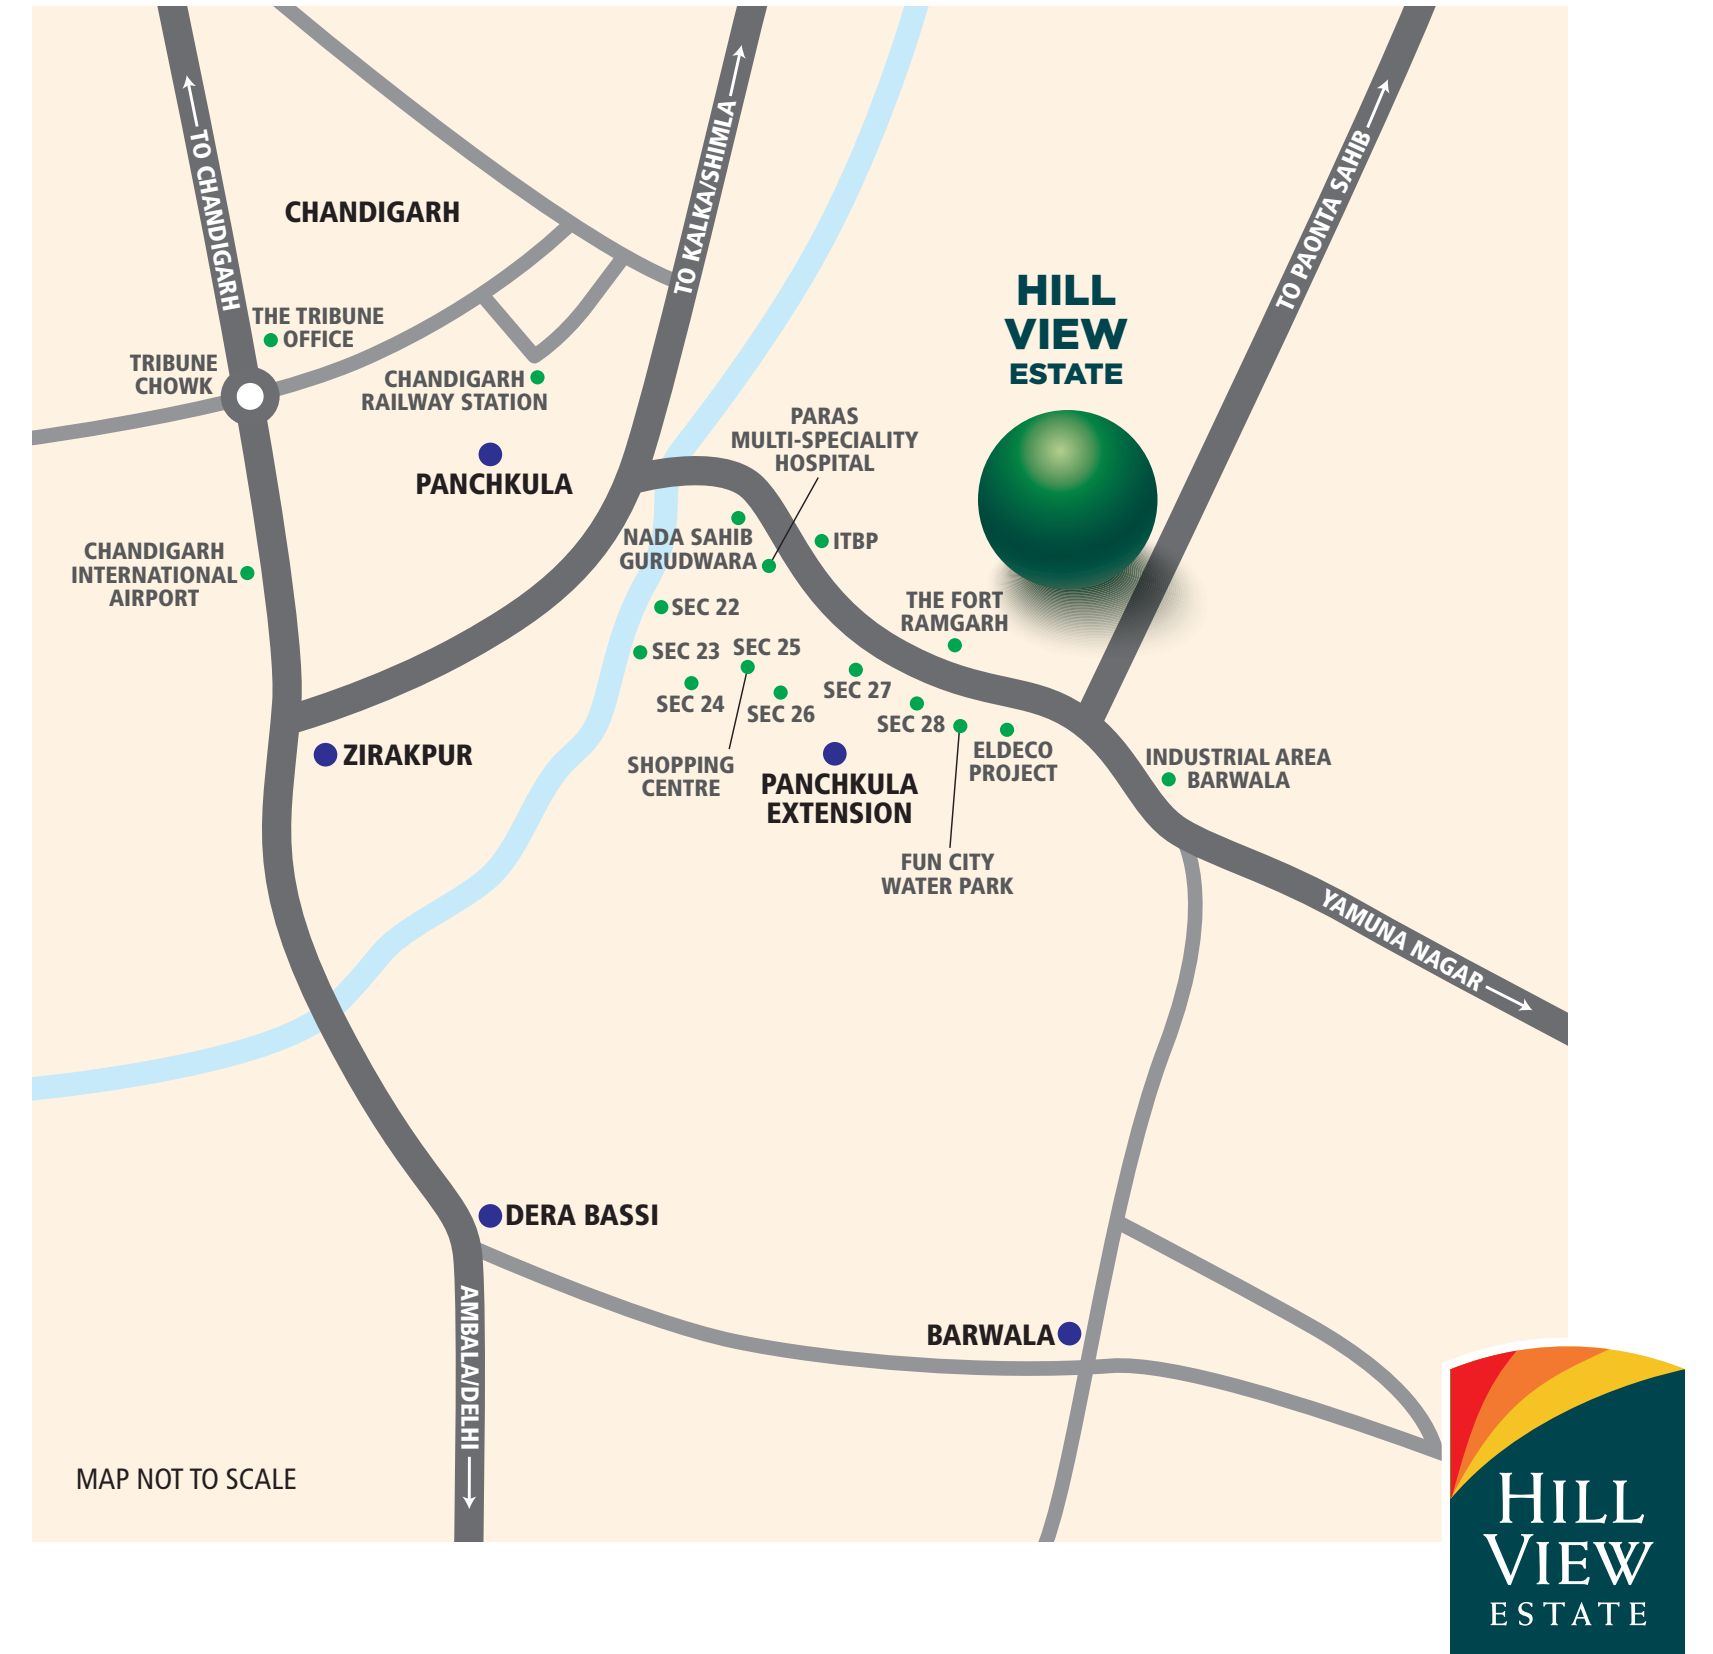 TO CHANDIGARH
TO KALKA/SHIMLA
TO PAONTA SAHIB
CHANDIGARH
HILL
VIEW
ESTATE
THE TRIBUNE
OFFICE
TRIBUNE
CHOWK
CHANDIGARH
RAILWAY STATION
PANCHKULA
PARAS
MULTI-SPECIALITY
HOSPITAL
NADA SAHIB
GURUDWARA
ITBP
CHANDIGARH
INTERNATIONAL
AIRPORT
SEC 22
THE FORT
RAMGARH
SEC 23
SEC 25
SEC 24
SEC 26
SEC 27
SEC 28
ZIRAKPUR
SHOPPING
CENTRE
PANCHKULA
EXTENSION
ELDECO
PROJECT
INDUSTRIAL AREA
BARWALA
FUN CITY
WATER PARK
YAMUNA NAGAR
DERA BASSI
AMBALA/DELHI
BARWALA
MAP NOT TO SCALE
HILL
VIEW
ESTATE